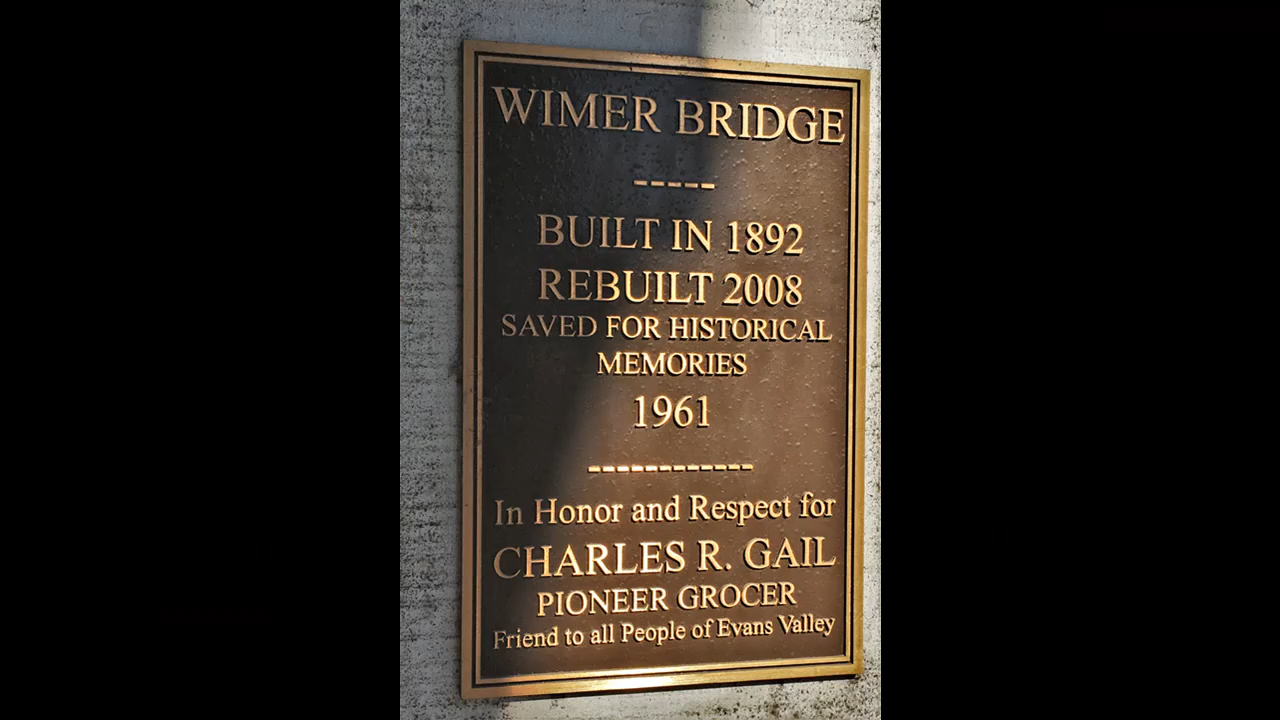 WIMER BRIDGE
-----
BUILT IN 1892
REBUILT 2008
SAVED FOR HISTORICAL
MEMORIES
1961
------------
In Honor and Respect for
CHARLES R. GAIL
PIONEER GROCER
Friend to all People of Evans Valley